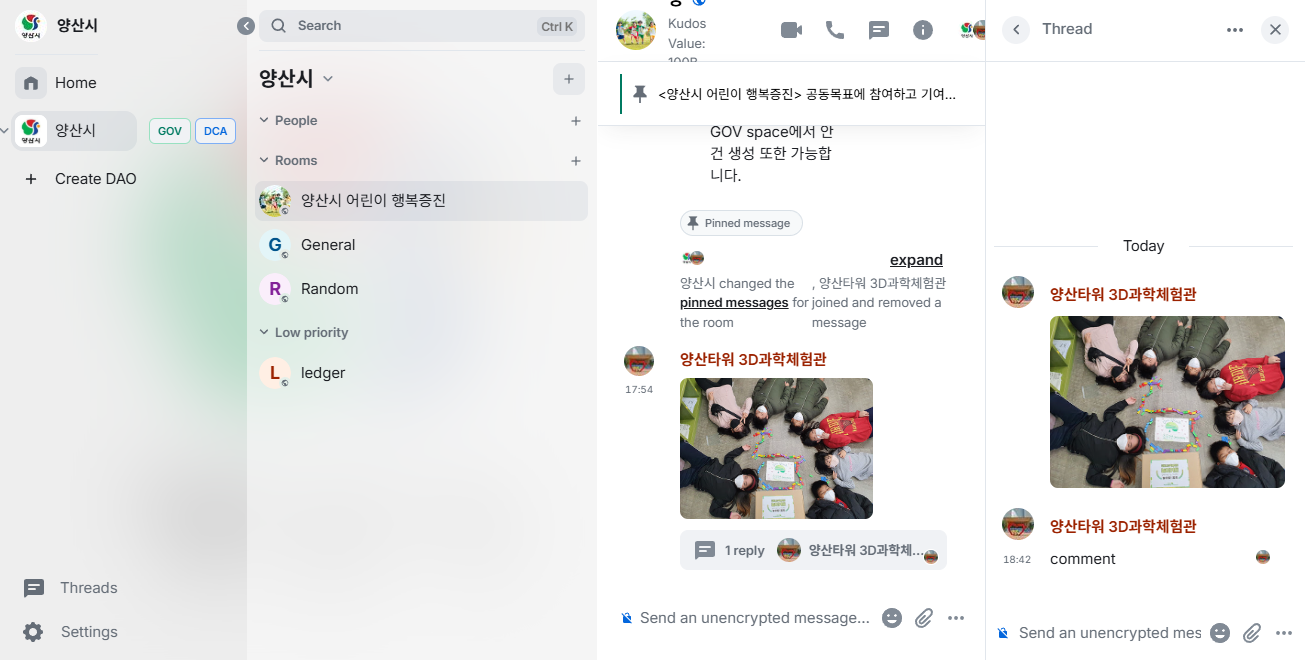 양산시
Home
양산시
GOV
DCA
Create DAO
Threads
Settings
Search
Ctrl K
양산시
People
Rooms
양산시 어린이 행복증진
G General
R Random
Low priority
L ledger
Kudos
Value:
<양산시 어린이 행복증진> 공동목표에 참여하고 기여...
GOV space에서 안
건 생성 또한 가능합
니다.
Pinned message
expand
양산시 changed the
pinned messages for
the room
, 양산타워 3D과학체험관
joined and removed a
message
양산타워 3D과학체험관
17:54
1 reply
양산타워 3D과학체...
Send an unencrypted message...
Thread
Today
양산타워 3D과학체험관
양산타워 3D과학체험관
18:42
comment
Send an unencrypted mes